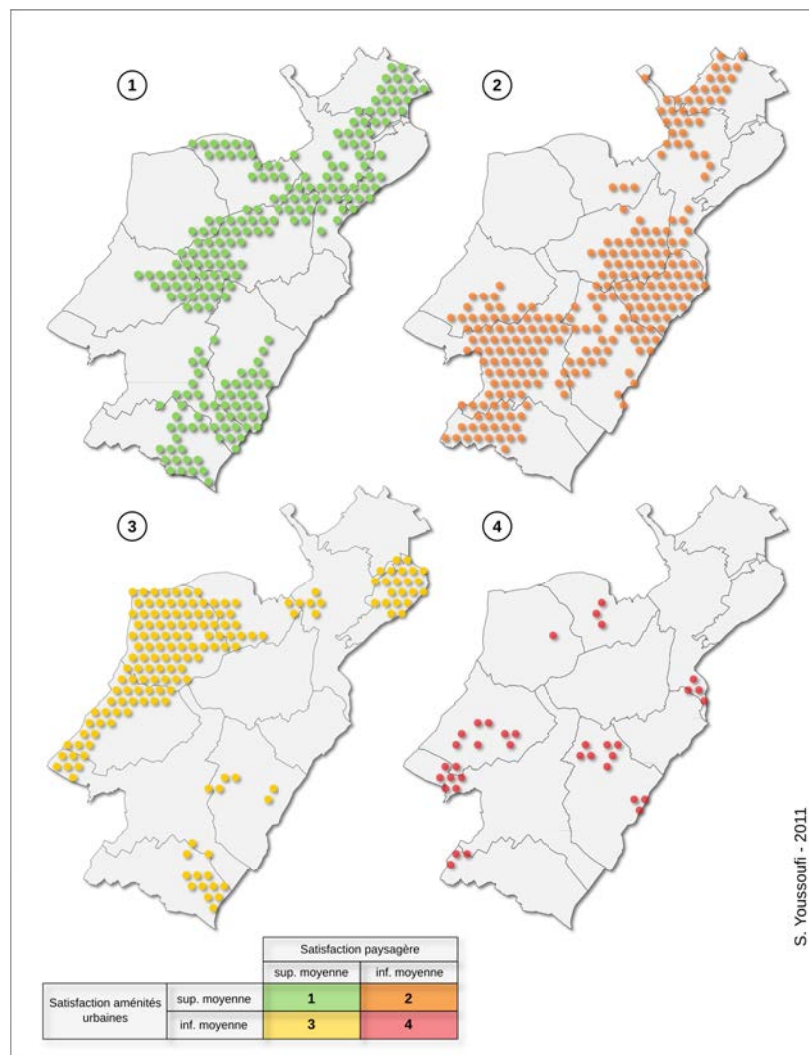 1
2
3
4
S. Youssoufi - 2011
Satisfaction paysagère
sup. moyenne
inf. moyenne
Satisfaction aménités
urbaines
sup. moyenne
1
2
inf. moyenne
3
4